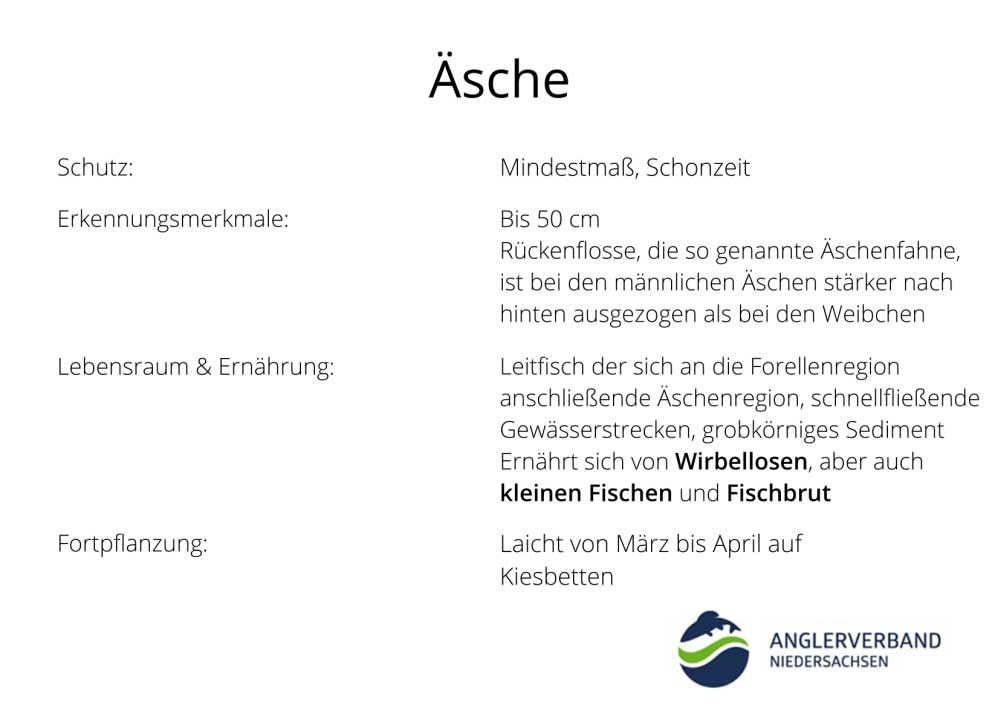 Äsche
Schutz: Mindestmaß, Schonzeit
Erkennungsmerkmale: Bis 50 cm
Rückenflosse, die so genannte Äschenfahne,
ist bei den männlichen Äschen stärker nach
hinten ausgezogen als bei den Weibchen
Lebensraum & Ernährung: Leitfisch der sich an die Forellenregion
anschließende Äschenregion, schnellfließende
Gewässerstrecken, grobkörniges Sediment
Ernährt sich von Wirbellosen, aber auch
kleinen Fischen und Fischbrut
Fortpflanzung: Laicht von März bis April auf
Kiesbetten
ANGLERVERBAND
NIEDERSACHSEN